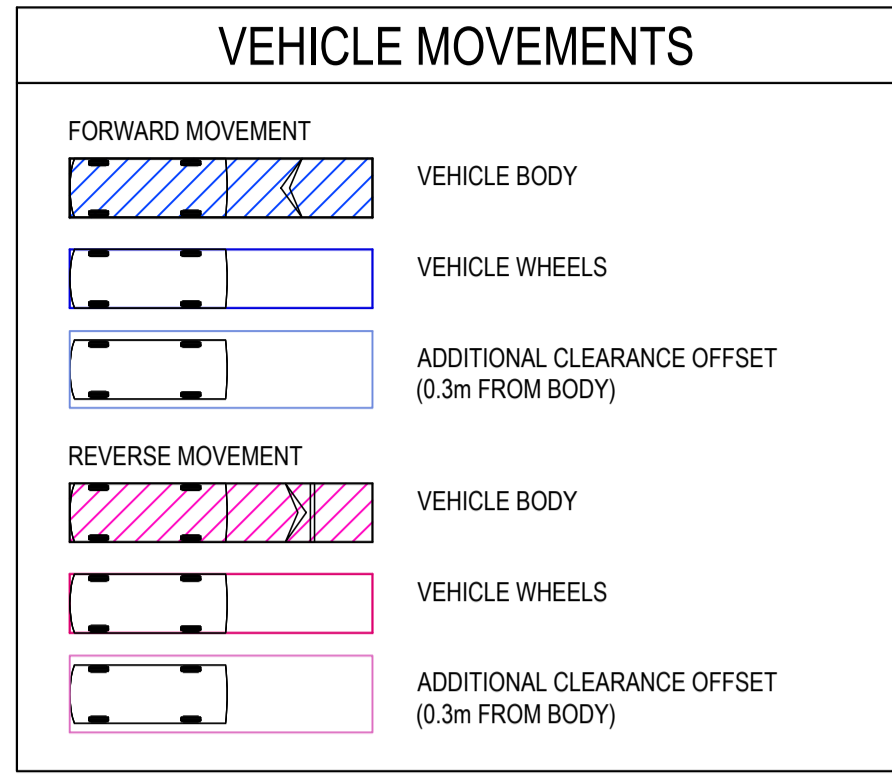 VEHICLE MOVEMENTS
FORWARD MOVEMENT
VEHICLE BODY
VEHICLE WHEELS
ADDITIONAL CLEARANCE OFFSET
(0.3m FROM BODY)
REVERSE MOVEMENT
VEHICLE BODY
VEHICLE WHEELS
ADDITIONAL CLEARANCE OFFSET
(0.3m FROM BODY)